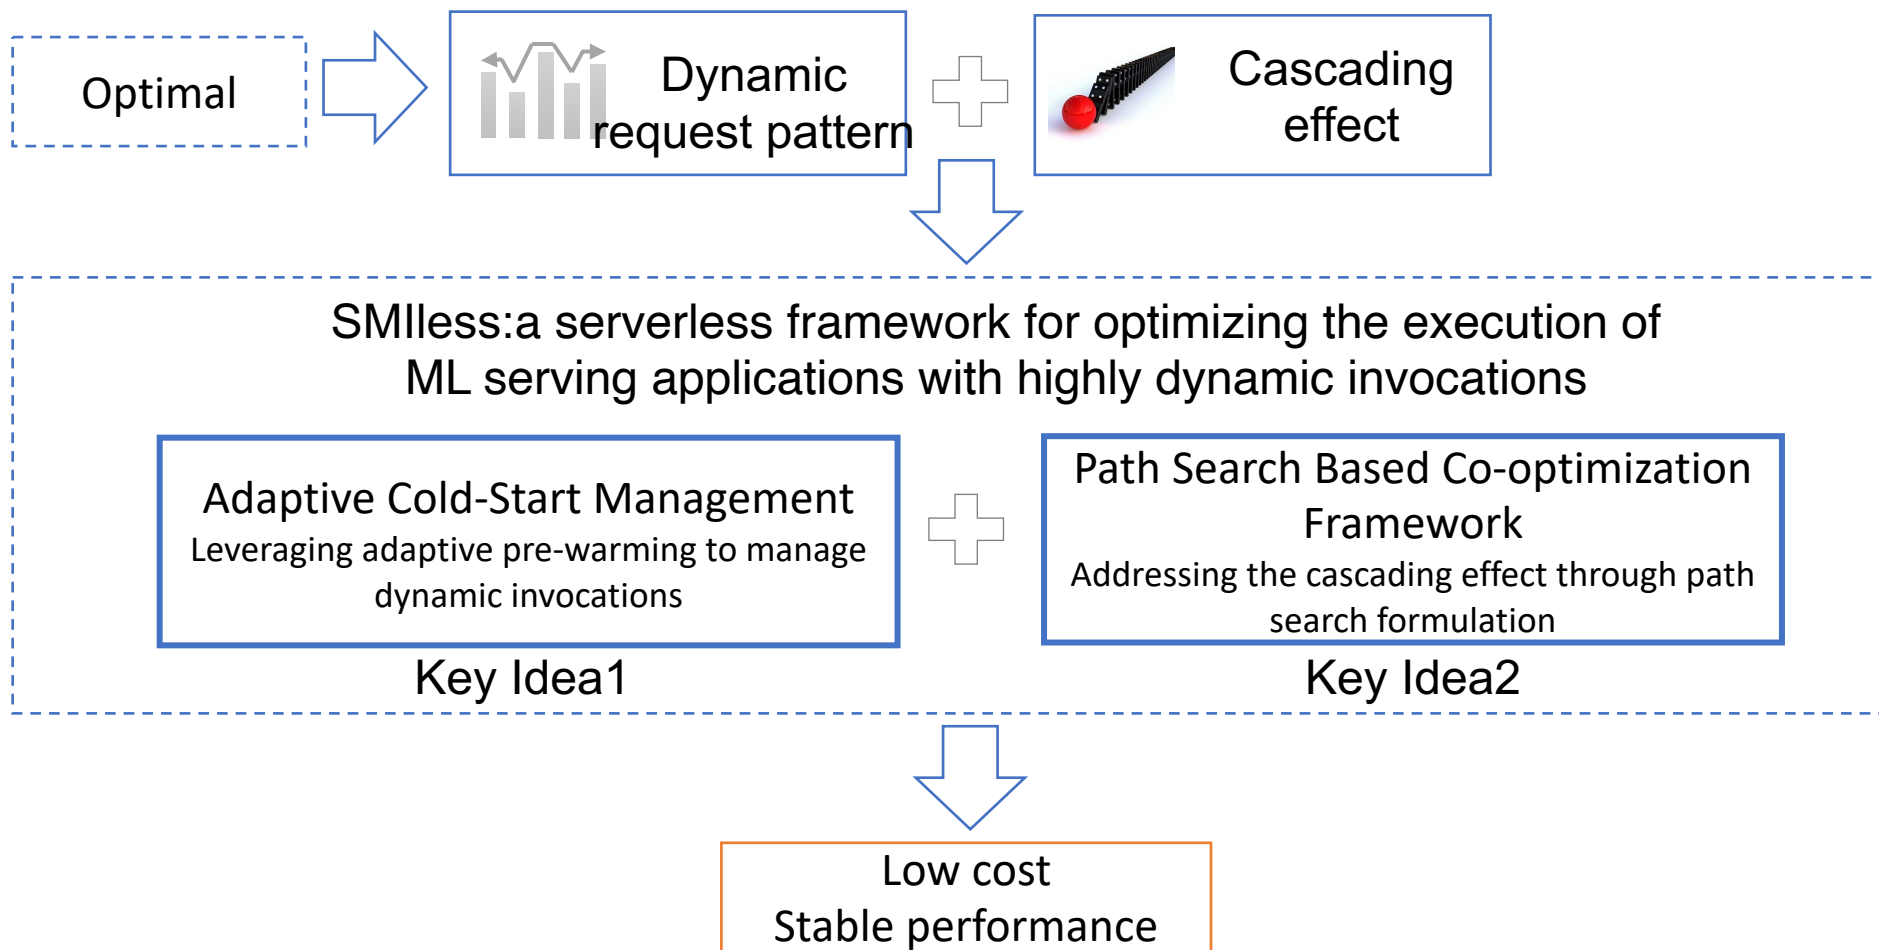 Optimal
Dynamic
request pattern
Cascading
effect
SMIless:a serverless framework for optimizing the execution of
ML serving applications with highly dynamic invocations
Adaptive Cold-Start Management
Leveraging adaptive pre-warming to manage
dynamic invocations
Key Idea1
Path Search Based Co-optimization
Framework
Addressing the cascading effect through path
search formulation
Key Idea2
Low cost
Stable performance